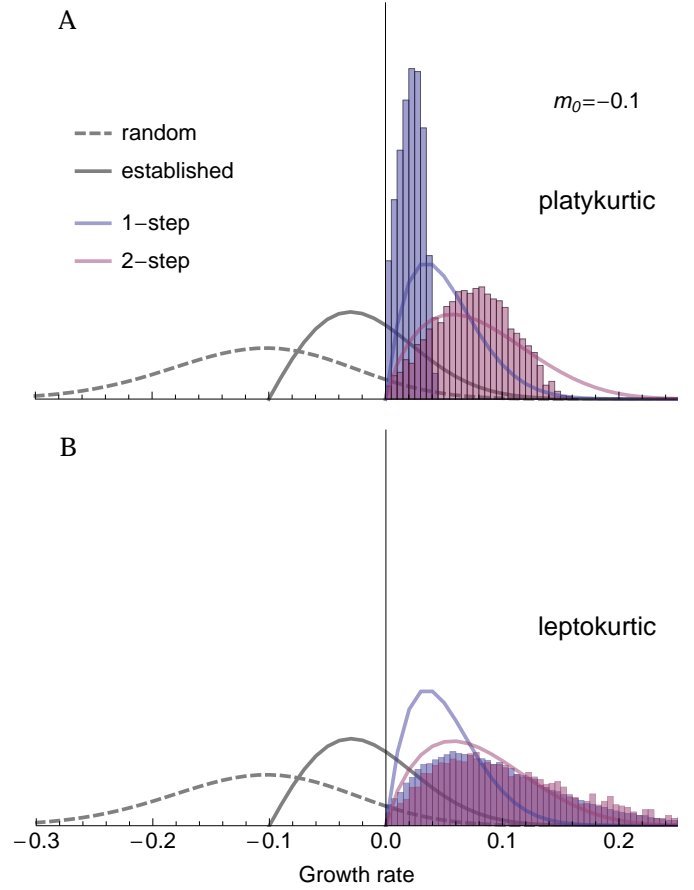 A
m₀=−0.1
random
established
platykurtic
1−step
2−step
B
leptokurtic
−0.3 −0.2 −0.1 0.0 0.1 0.2
Growth rate